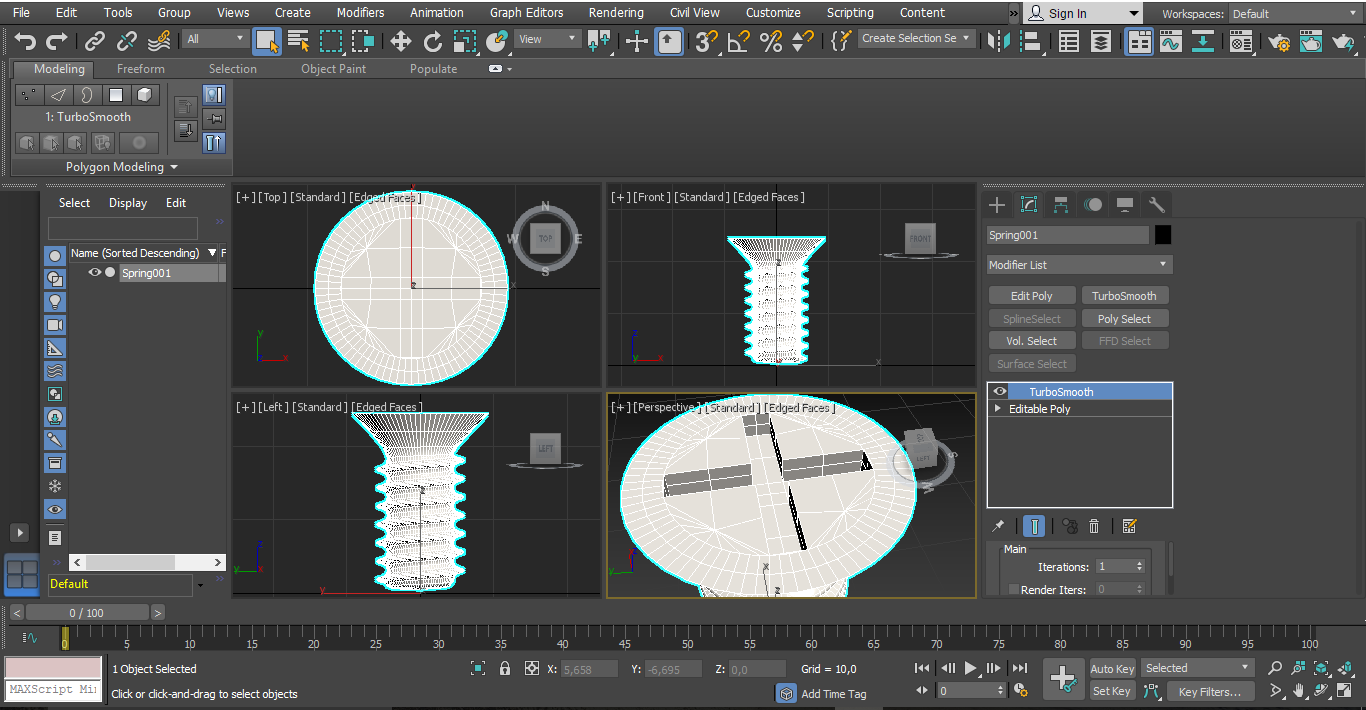 File Edit Tools Group Views Create Modifiers Animation Graph Editors Rendering Civil View Customize Scripting Content » Sign In Workspaces: Default
All View 3 Create Selection Se
Modeling Freeform Selection Object Paint Populate
1: TurboSmooth
Polygon Modeling
Select Display Edit
Name (Sorted Descending) F
Spring001
Default
[+] [Top] [Standard] [Edged Faces]
N
W TOP E
S
z x
y
x
[+] [Front] [Standard] [Edged Faces]
FRONT
z
z
y x x
[+] [Left] [Standard] [Edged Faces]
LEFT
z
z
y x y
[+] [Perspective] [Standard] [Edged Faces]
LEFT
S
W
x
z
y
Spring001
Modifier List
Edit Poly TurboSmooth
SplineSelect Poly Select
Vol. Select FFD Select
Surface Select
TurboSmooth
Editable Poly
Main
Iterations: 1
Render Iters: 0
< 0 / 100 >
0 5 10 15 20 25 30 35 40 45 50 55 60 65 70 75 80 85 90 95 100
1 Object Selected X: 5,658 Y: -6,695 Z: 0,0 Grid = 10,0 Auto Key Selected
MAXScript Mi Click or click-and-drag to select objects Add Time Tag 0 Set Key Key Filters...